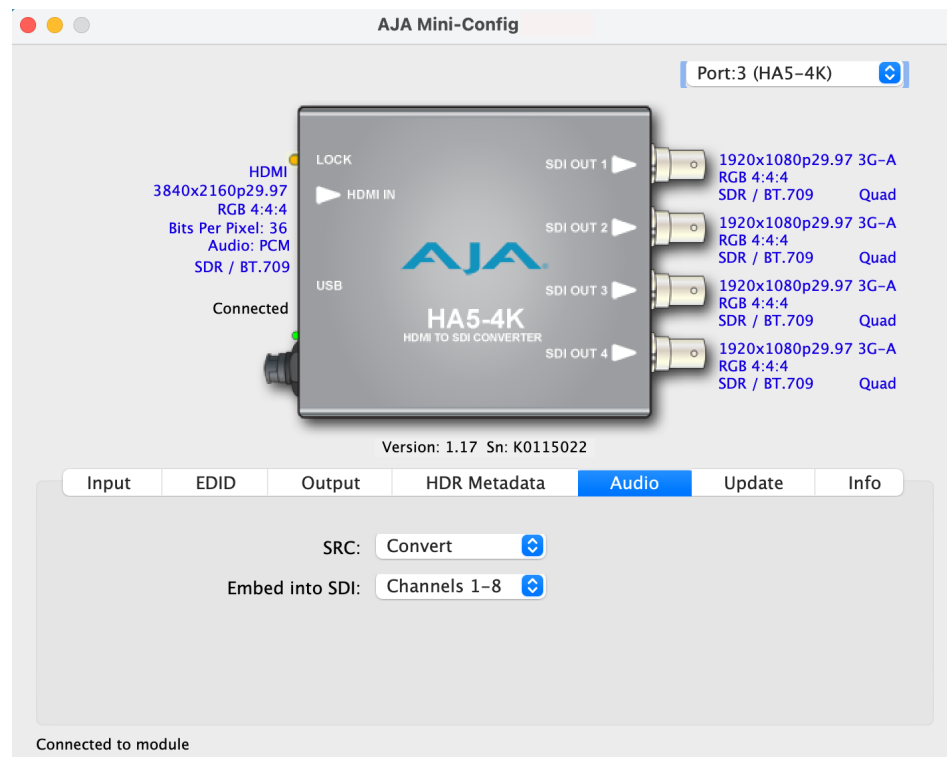 AJA Mini-Config
Port:3 (HA5-4K)
LOCK
HDMI IN
USB
HDMI
3840x2160p29.97
RGB 4:4:4
Bits Per Pixel: 36
Audio: PCM
SDR / BT.709
Connected
AJA
HA5-4K
HDMI TO SDI CONVERTER
SDI OUT 1
1920x1080p29.97 3G-A
RGB 4:4:4
SDR / BT.709 Quad
SDI OUT 2
1920x1080p29.97 3G-A
RGB 4:4:4
SDR / BT.709 Quad
SDI OUT 3
1920x1080p29.97 3G-A
RGB 4:4:4
SDR / BT.709 Quad
SDI OUT 4
1920x1080p29.97 3G-A
RGB 4:4:4
SDR / BT.709 Quad
Version: 1.17 Sn: K0115022
Input EDID Output HDR Metadata Audio Update Info
SRC: Convert
Embed into SDI: Channels 1-8
Connected to module